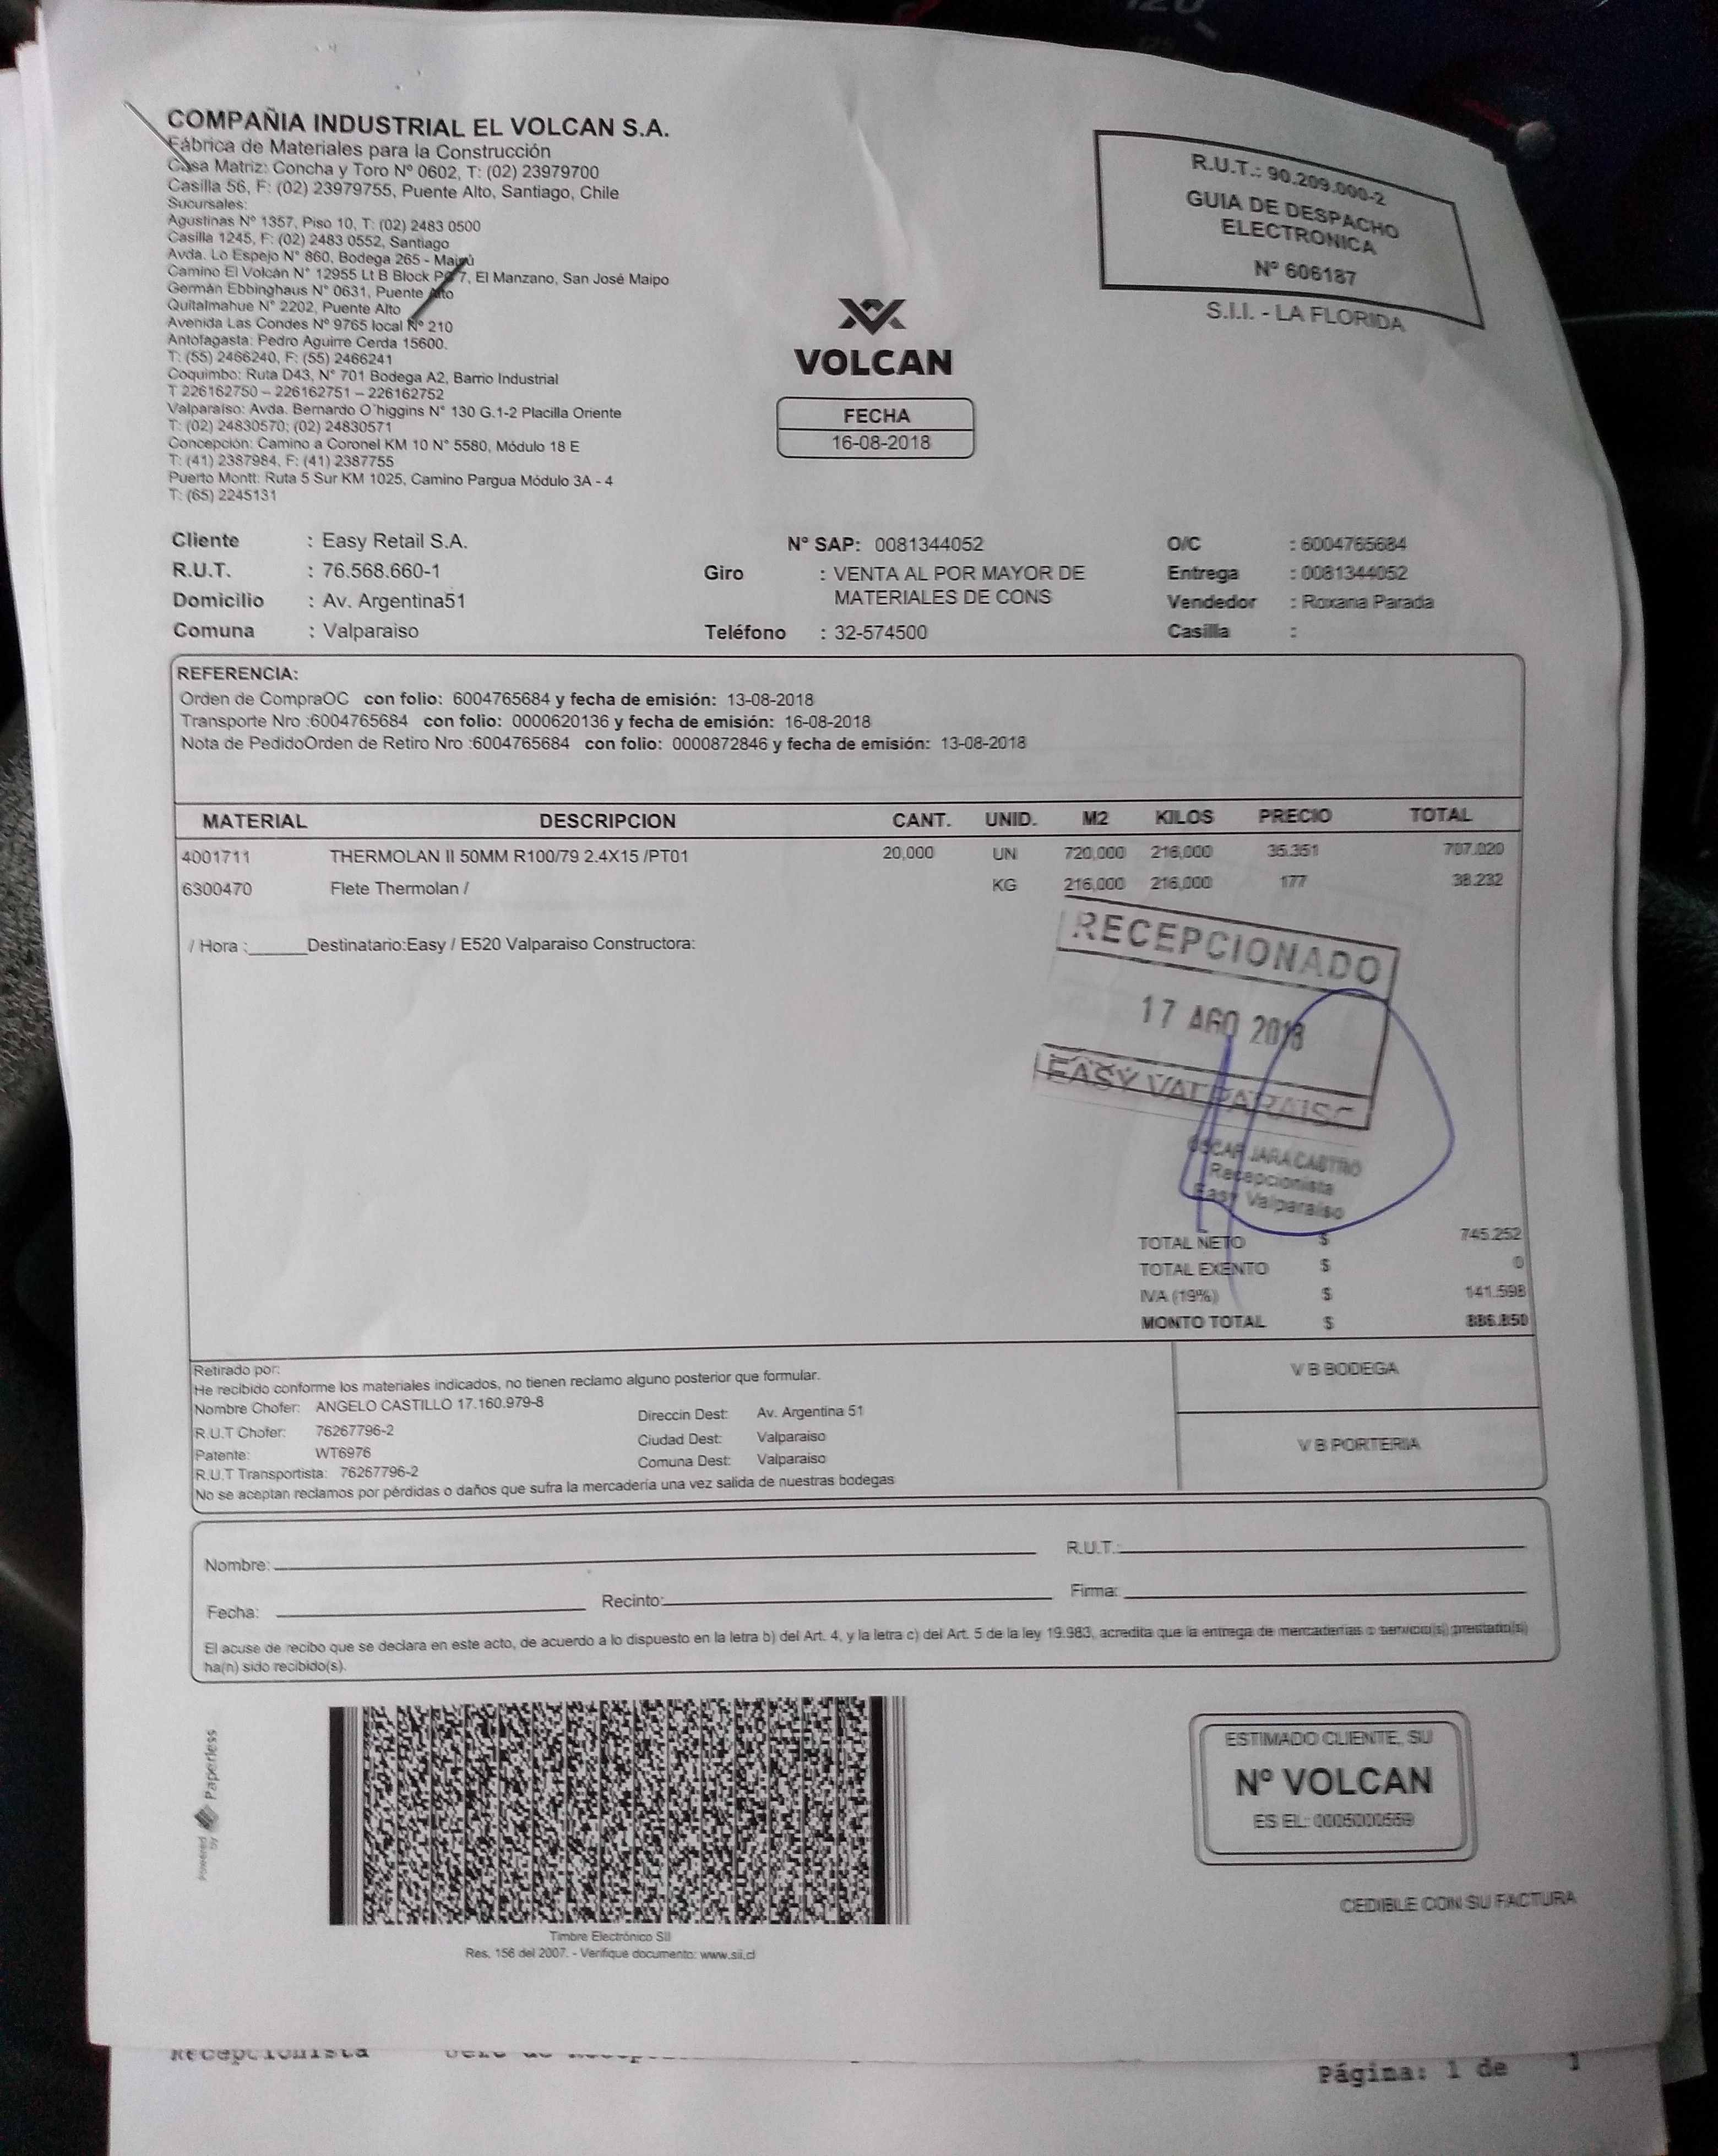 COMPAÑIA INDUSTRIAL EL VOLCAN S.A.
Fábrica de Materiales para la Construcción
Casa Matriz: Concha y Toro Nº 0602, T: (02) 23979700
Casilla 56, F: (02) 23979755, Puente Alto, Santiago, Chile
Sucursales:
Agustinas Nº 1357, Piso 10, T: (02) 2483 0500
Casilla 1245, F: (02) 2483 0552, Santiago
Avda. Lo Espejo N° 860, Bodega 265 - Maipú
Camino El Volcán N° 12955 Lt B Block PC 7, El Manzano, San José Maipo
Germán Ebbinghaus N° 0631, Puente Alto
Quitalmahue N° 2202, Puente Alto
Avenida Las Condes Nº 9765 local Nº 210
Antofagasta: Pedro Aguirre Cerda 15600.
T: (55) 2466240, F: (55) 2466241
Coquimbo: Ruta D43, N° 701 Bodega A2, Barrio Industrial
T 226162750 – 226162751 – 226162752
Valparaíso: Avda. Bernardo O´higgins N° 130 G.1-2 Placilla Oriente
T: (02) 24830570; (02) 24830571
Concepción: Camino a Coronel KM 10 N° 5580, Módulo 18 E
T: (41) 2387984, F: (41) 2387755
Puerto Montt: Ruta 5 Sur KM 1025, Camino Pargua Módulo 3A - 4
T: (65) 2245131
VOLCAN
FECHA
16-08-2018
R.U.T.: 90.209.000-2
GUIA DE DESPACHO
ELECTRONICA
Nº 606187
S.I.I. - LA FLORIDA
Cliente : Easy Retail S.A. Nº SAP: 0081344052 O/C : 6004765684
R.U.T. : 76.568.660-1 Giro : VENTA AL POR MAYOR DE Entrega : 0081344052
Domicilio : Av. Argentina51 MATERIALES DE CONS Vendedor : Roxana Parada
Comuna : Valparaiso Teléfono : 32-574500 Casilla :
REFERENCIA:
Orden de CompraOC con folio: 6004765684 y fecha de emisión: 13-08-2018
Transporte Nro :6004765684 con folio: 0000620136 y fecha de emisión: 16-08-2018
Nota de PedidoOrden de Retiro Nro :6004765684 con folio: 0000872846 y fecha de emisión: 13-08-2018
MATERIAL DESCRIPCION CANT. UNID. M2 KILOS PRECIO TOTAL
4001711 THERMOLAN II 50MM R100/79 2.4X15 /PT01 20,000 UN 720,000 216,000 35.351 707.020
6300470 Flete Thermolan / KG 216,000 216,000 177 38.232
/ Hora :______Destinatario:Easy / E520 Valparaiso Constructora:
RECEPCIONADO
17 AGO 2018
EASY VALPARAISO
OSCAR JARA CASTRO
Recepcionista
Easy Valparaiso
TOTAL NETO $ 745.252
TOTAL EXENTO $ 0
IVA (19%) $ 141.598
MONTO TOTAL $ 886.850
Retirado por:
He recibido conforme los materiales indicados, no tienen reclamo alguno posterior que formular.
Nombre Chofer: ANGELO CASTILLO 17.160.979-8
R.U.T Chofer: 76267796-2
Patente: WT6976
R.U.T Transportista: 76267796-2
Direccin Dest: Av. Argentina 51
Ciudad Dest: Valparaiso
Comuna Dest: Valparaiso
No se aceptan reclamos por pérdidas o daños que sufra la mercadería una vez salida de nuestras bodegas
V B BODEGA
V B PORTERIA
Nombre: R.U.T.:
Fecha: Recinto: Firma:
El acuse de recibo que se declara en este acto, de acuerdo a lo dispuesto en la letra b) del Art. 4, y la letra c) del Art. 5 de la ley 19.983, acredita que la entrega de mercaderías o servicio(s) prestado(s)
ha(n) sido recibido(s).
Powered by Paperless
Timbre Electrónico SII
Res. 156 del 2007. - Verifique documento: www.sii.cl
ESTIMADO CLIENTE, SU
Nº VOLCAN
ES EL: 0005000559
CEDIBLE CON SU FACTURA
Recepcionista
Página: 1 de 1